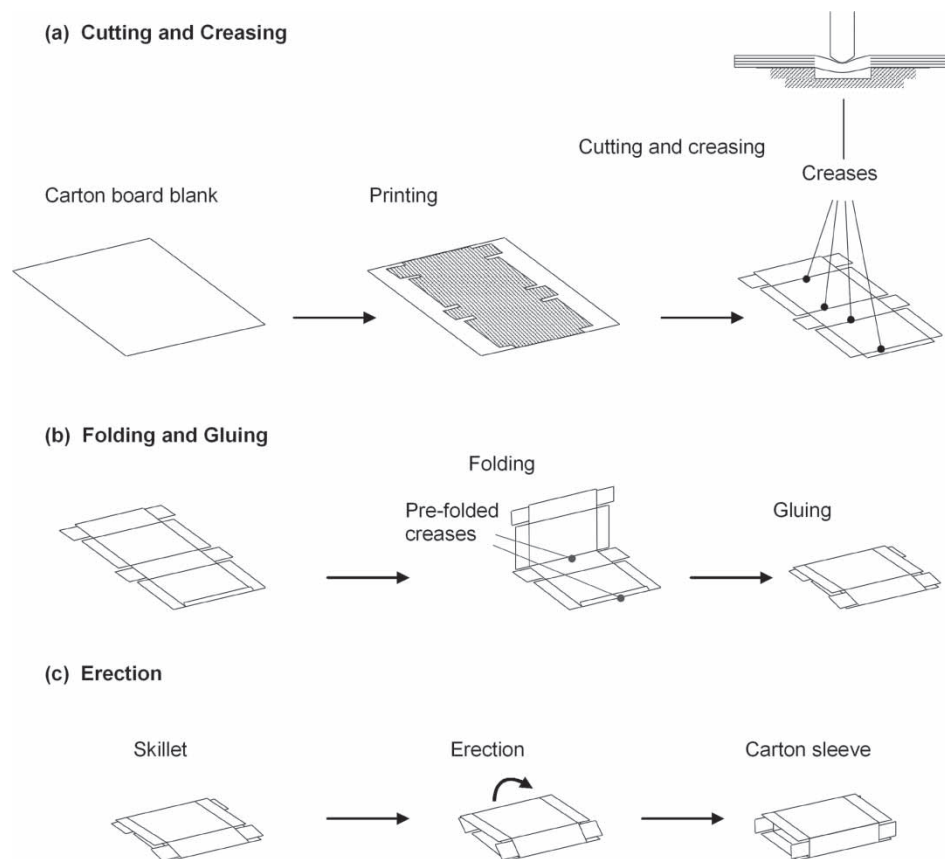 (a) Cutting and Creasing
Cutting and creasing
Creases
Carton board blank
Printing
(b) Folding and Gluing
Folding
Pre-folded
creases
Gluing
(c) Erection
Skillet
Erection
Carton sleeve